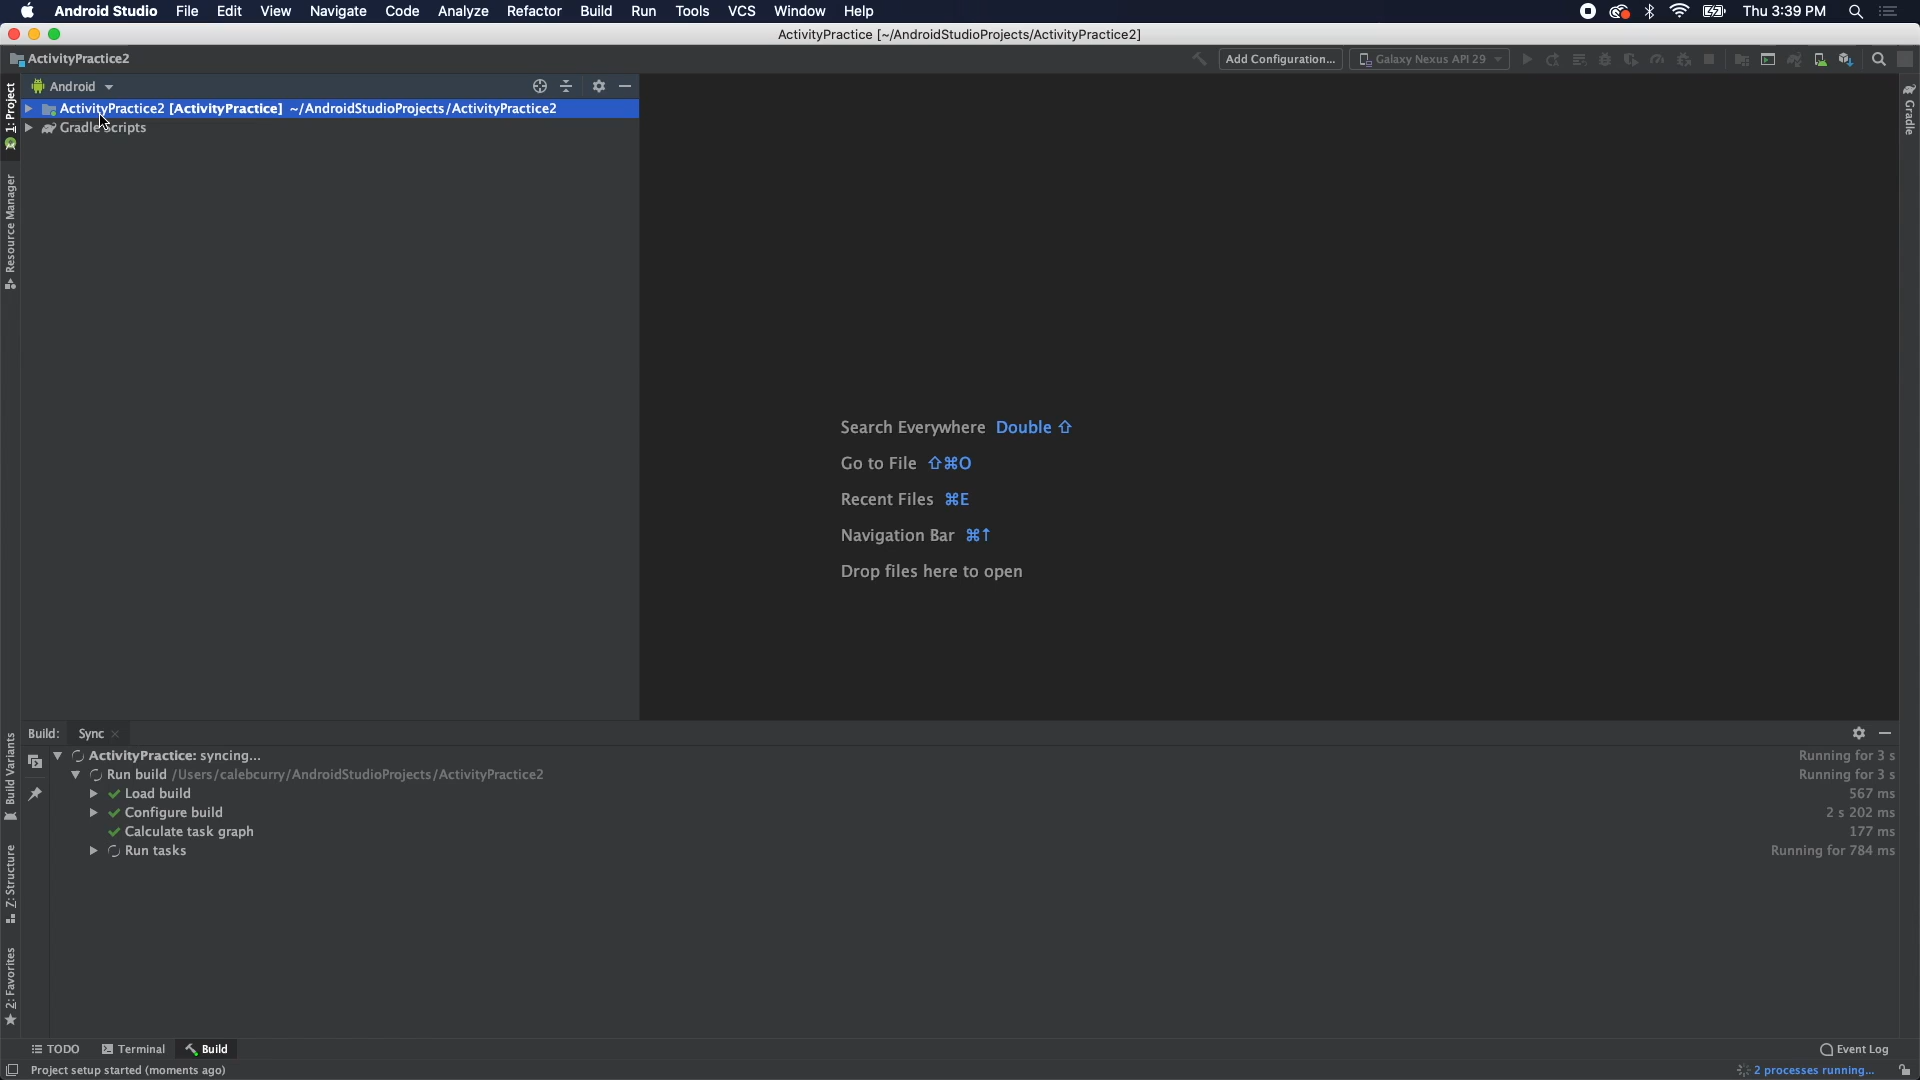 Android Studio File Edit View Navigate Code Analyze Refactor Build Run Tools VCS Window Help Thu 3:39 PM
ActivityPractice [~/AndroidStudioProjects/ActivityPractice2]
ActivityPractice2 Add Configuration... Galaxy Nexus API 29
Android
ActivityPractice2 [ActivityPractice] ~/AndroidStudioProjects/ActivityPractice2
Gradle Scripts
1: Project
Resource Manager
Gradle
Search Everywhere Double ⇧
Go to File ⇧⌘O
Recent Files ⌘E
Navigation Bar ⌘↑
Drop files here to open
Build: Sync
ActivityPractice: syncing... Running for 3 s
Run build /Users/calebcurry/AndroidStudioProjects/ActivityPractice2 Running for 3 s
Load build 567 ms
Configure build 2 s 202 ms
Calculate task graph 177 ms
Run tasks Running for 784 ms
Build Variants
Z: Structure
2: Favorites
TODO Terminal Build Event Log
Project setup started (moments ago) 2 processes running...